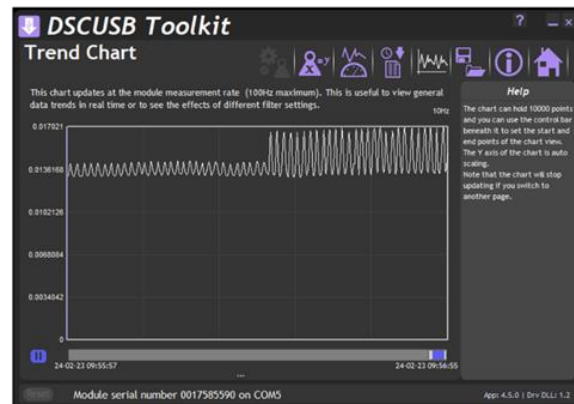 DSCUSB Toolkit
? _ ×
Trend Chart
X=y
This chart updates at the module measurement rate (100Hz maximum). This is useful to view general
data trends in real time or to see the effects of different filter settings.
10Hz
0.017021
0.0136168
0.0102126
0.0068084
0.0034042
0
24-02-23 09:55:57
24-02-23 09:56:55
...
Help
The chart can hold 10000 points
and you can use the control bar
beneath it to set the start and
end points of the chart view.
The Y axis of the chart is auto
scaling.
Note that the chart will stop
updating if you switch to
another page.
Reset
Module serial number 0017585590 on COM5
App: 4.5.0 | Drv DLL: 1.2